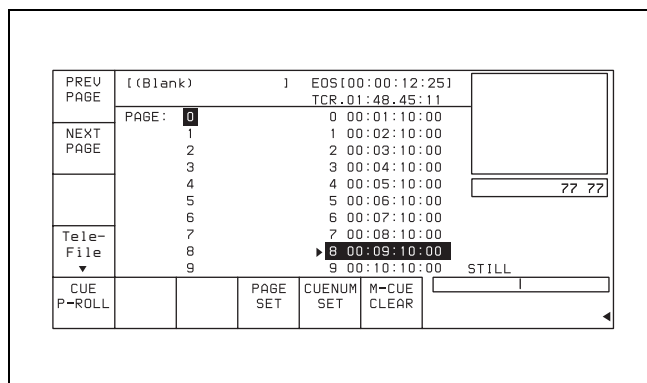 PREV PAGE
NEXT PAGE
Tele-File
▼
[(Blank) ] EOS[00:00:12:25]
TCR.01:48.45:11
PAGE: 0 0 00:01:10:00
1 1 00:02:10:00
2 2 00:03:10:00
3 3 00:04:10:00
4 4 00:05:10:00
5 5 00:06:10:00
6 6 00:07:10:00
7 7 00:08:10:00
8 ▶ 8 00:09:10:00
9 9 00:10:10:00
77 77
STILL
CUE P-ROLL
PAGE SET
CUENUM SET
M-CUE CLEAR
◀